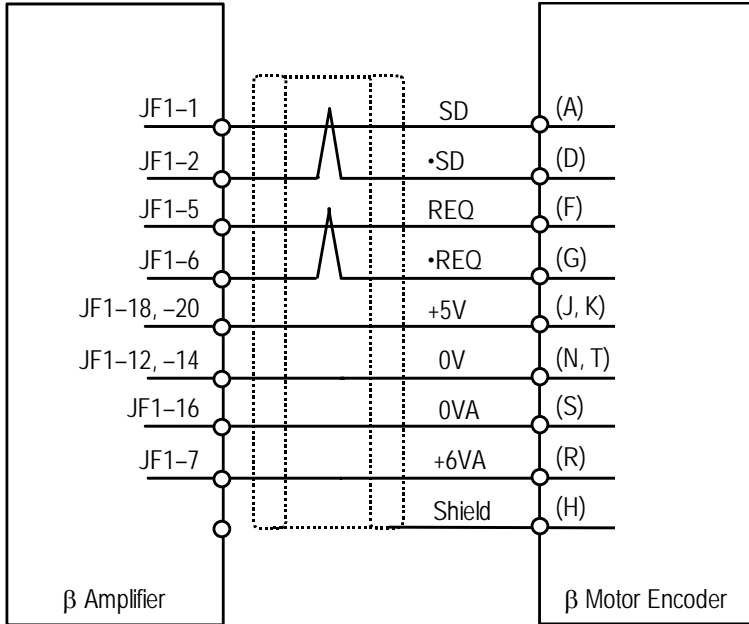 JF1–1 SD (A)
JF1–2 •SD (D)
JF1–5 REQ (F)
JF1–6 •REQ (G)
JF1–18, –20 +5V (J, K)
JF1–12, –14 0V (N, T)
JF1–16 0VA (S)
JF1–7 +6VA (R)
Shield (H)
β Amplifier β Motor Encoder